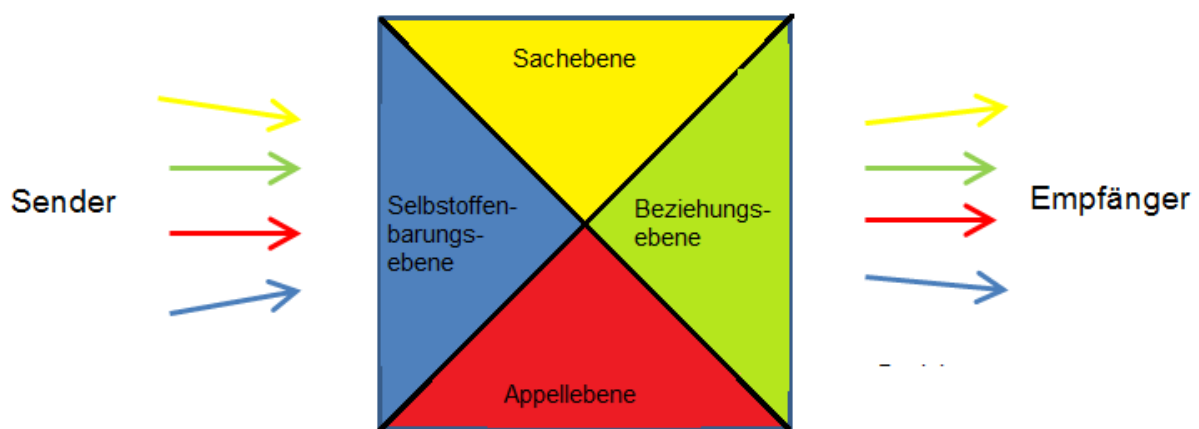 Sachebene
Sender
Selbstoffen-
barungs-
ebene
Beziehungs-
ebene
Empfänger
Appellebene